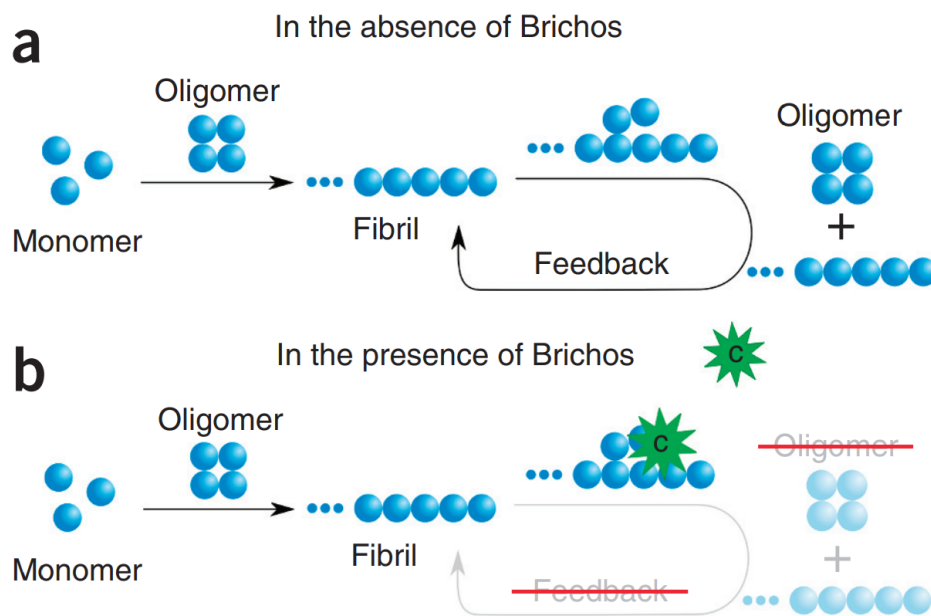 a
In the absence of Brichos
Oligomer
Oligomer
Monomer
+
Fibril
Feedback
b
In the presence of Brichos
C
Oligomer
C
Oligomer
Monomer
+
Fibril
Feedback